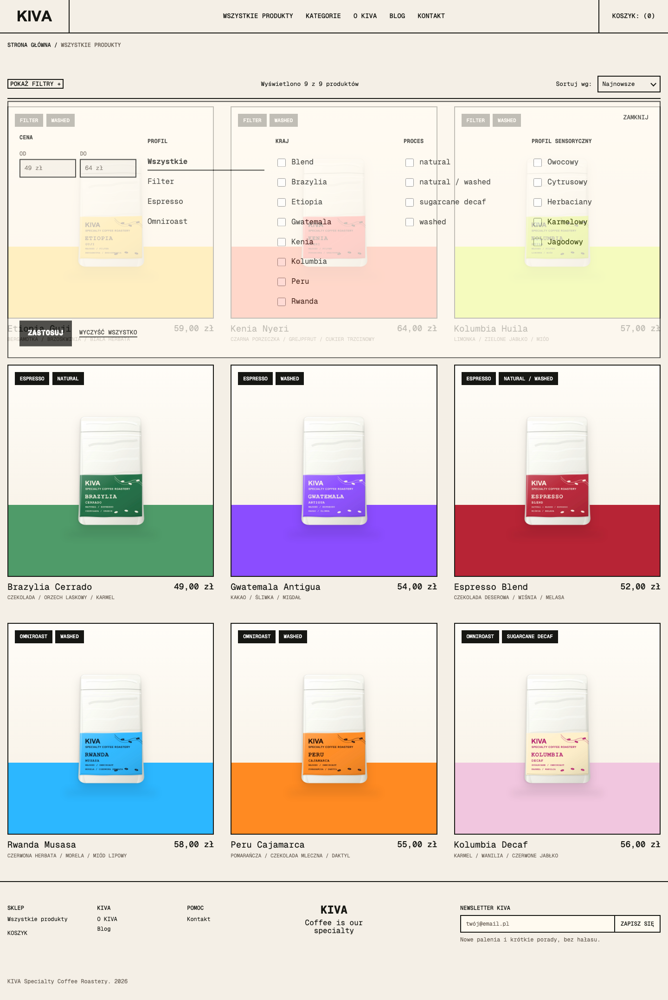 KIVA
WSZYSTKIE PRODUKTY KATEGORIE O KIVA BLOG KONTAKT
KOSZYK: (0)
STRONA GŁÓWNA / WSZYSTKIE PRODUKTY
POKAŻ FILTRY +
Wyświetlono 9 z 9 produktów
Sortuj wg: Najnowsze
FILTER WASHED
FILTER WASHED
FILTER WASHED
ZAMKNIJ
CENA
OD DO
49 zł 64 zł
PROFIL
Wszystkie
Filter
Espresso
Omniroast
KRAJ
Blend
Brazylia
Etiopia
Gwatemala
Kenia
Kolumbia
Peru
Rwanda
PROCES
natural
natural / washed
sugarcane decaf
washed
PROFIL SENSORYCZNY
Owocowy
Cytrusowy
Herbaciany
Karmelowy
Jagodowy
KIVA
SPECIALTY COFFEE ROASTERY
ETIOPIA
GUJI
WASHED / FILTER
KIVA
SPECIALTY COFFEE ROASTERY
KENIA
NYERI
WASHED / FILTER
KIVA
SPECIALTY COFFEE ROASTERY
KOLUMBIA
HUILA
WASHED / FILTER
ZASTOSUJ
WYCZYŚĆ WSZYSTKO
Etiopia Guji 59,00 zł
BERGAMOTKA / BRZOSKWINIA / BIAŁA HERBATA
Kenia Nyeri 64,00 zł
CZARNA PORZECZKA / GREJPFRUT / CUKIER TRZCINOWY
Kolumbia Huila 57,00 zł
LIMONKA / ZIELONE JABŁKO / MIÓD
ESPRESSO NATURAL
KIVA
SPECIALTY COFFEE ROASTERY
BRAZYLIA
CERRADO
NATURAL / ESPRESSO
CZEKOLADA / ORZECH
Brazylia Cerrado 49,00 zł
CZEKOLADA / ORZECH LASKOWY / KARMEL
ESPRESSO WASHED
KIVA
SPECIALTY COFFEE ROASTERY
GWATEMALA
ANTIGUA
WASHED / ESPRESSO
KAKAO / ŚLIWKA
Gwatemala Antigua 54,00 zł
KAKAO / ŚLIWKA / MIGDAŁ
ESPRESSO NATURAL / WASHED
KIVA
SPECIALTY COFFEE ROASTERY
ESPRESSO
BLEND
NATURAL + WASHED / ESPRESSO
WIŚNIA / MELASA
Espresso Blend 52,00 zł
CZEKOLADA DESEROWA / WIŚNIA / MELASA
OMNIROAST WASHED
KIVA
SPECIALTY COFFEE ROASTERY
RWANDA
MUSASA
WASHED / OMNIROAST
MORELA / CZERWONA HERBATA
Rwanda Musasa 58,00 zł
CZERWONA HERBATA / MORELA / MIÓD LIPOWY
OMNIROAST WASHED
KIVA
SPECIALTY COFFEE ROASTERY
PERU
CAJAMARCA
WASHED / OMNIROAST
POMARAŃCZA / DAKTYL
Peru Cajamarca 55,00 zł
POMARAŃCZA / CZEKOLADA MLECZNA / DAKTYL
OMNIROAST SUGARCANE DECAF
KIVA
SPECIALTY COFFEE ROASTERY
KOLUMBIA
DECAF
SUGARCANE / OMNIROAST
KARMEL / WANILIA
Kolumbia Decaf 56,00 zł
KARMEL / WANILIA / CZERWONE JABŁKO
SKLEP
Wszystkie produkty
KOSZYK
KIVA
O KIVA
Blog
POMOC
Kontakt
KIVA
Coffee is our
specialty
NEWSLETTER KIVA
twój@email.pl ZAPISZ SIĘ
Nowe palenia i krótkie porady, bez hałasu.
KIVA Specialty Coffee Roastery. 2026